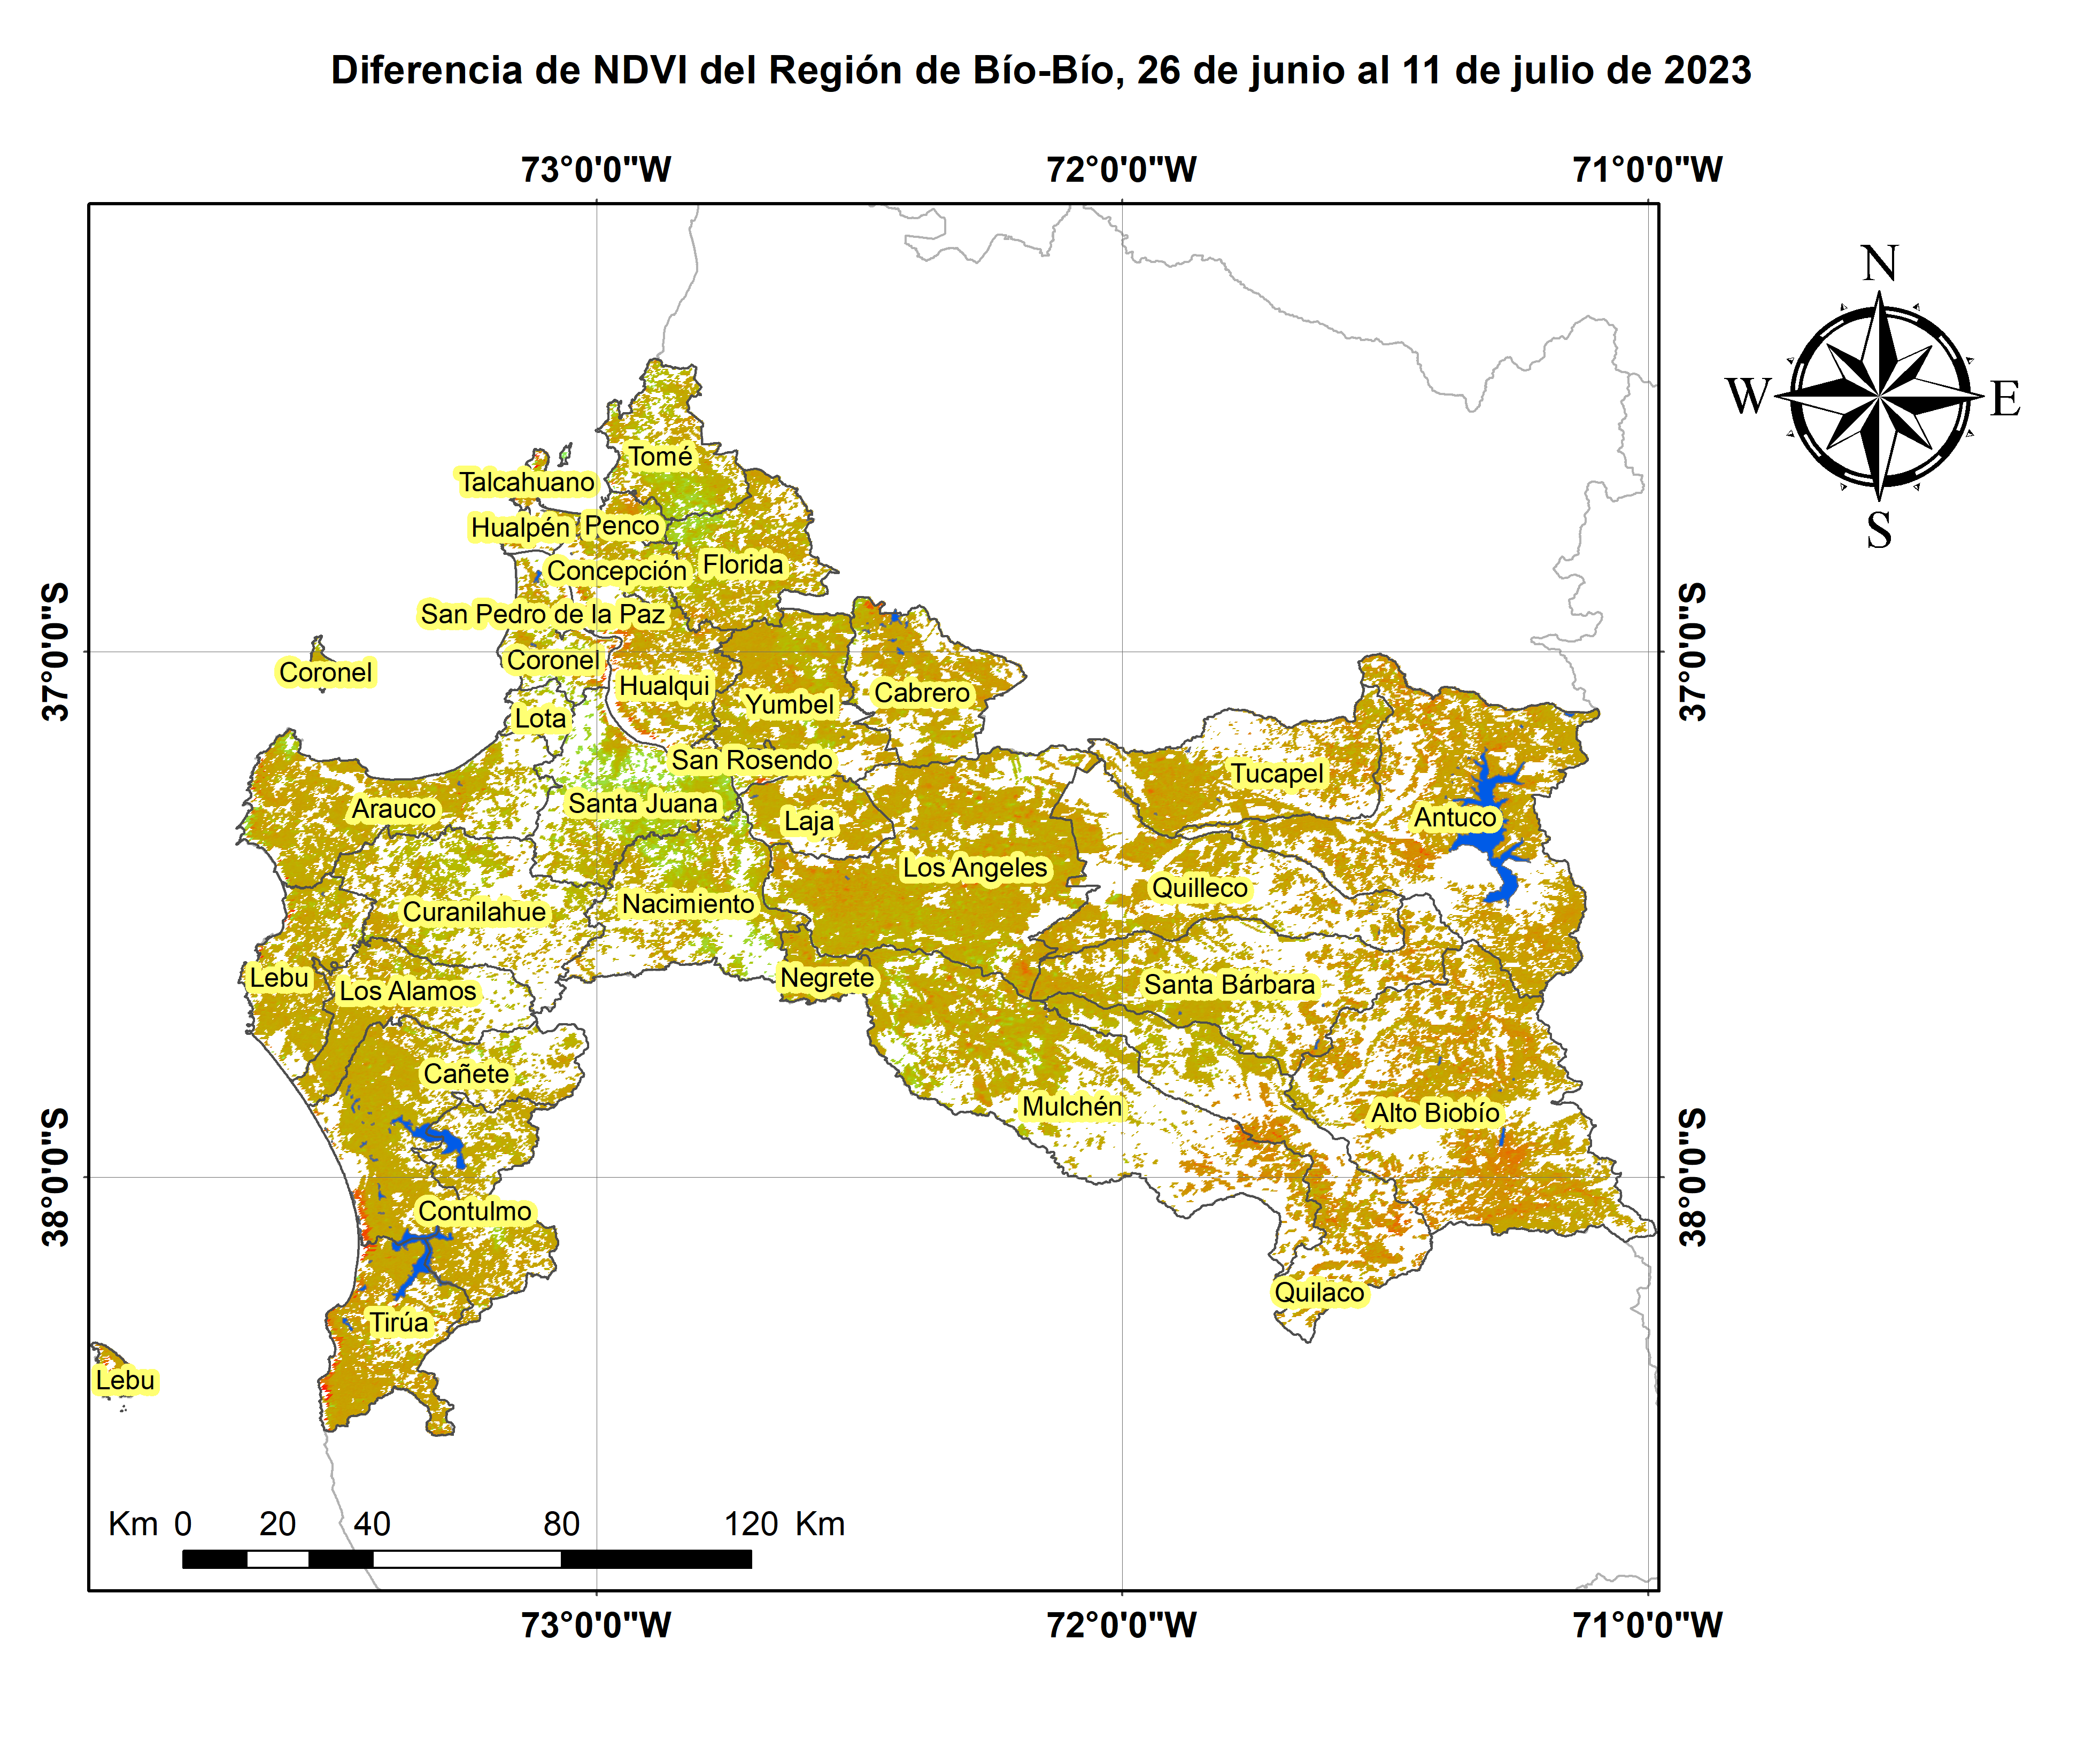 Diferencia de NDVI del Región de Bío-Bío, 26 de junio al 11 de julio de 2023
73°0'0"W
72°0'0"W
71°0'0"W
N
W
E
S
Tomé
Talcahuano
Hualpén
Penco
Concepción
Florida
San Pedro de la Paz
37°0'0"S
37°0'0"S
Coronel
Coronel
Hualqui
Cabrero
Yumbel
Lota
San Rosendo
Tucapel
Santa Juana
Arauco
Laja
Antuco
Los Angeles
Quilleco
Nacimiento
Curanilahue
Lebu
Los Alamos
Negrete
Santa Bárbara
Cañete
Mulchén
Alto Biobío
38°0'0"S
38°0'0"S
Contulmo
Quilaco
Tirúa
Lebu
Km 0 20 40 80 120 Km
73°0'0"W
72°0'0"W
71°0'0"W